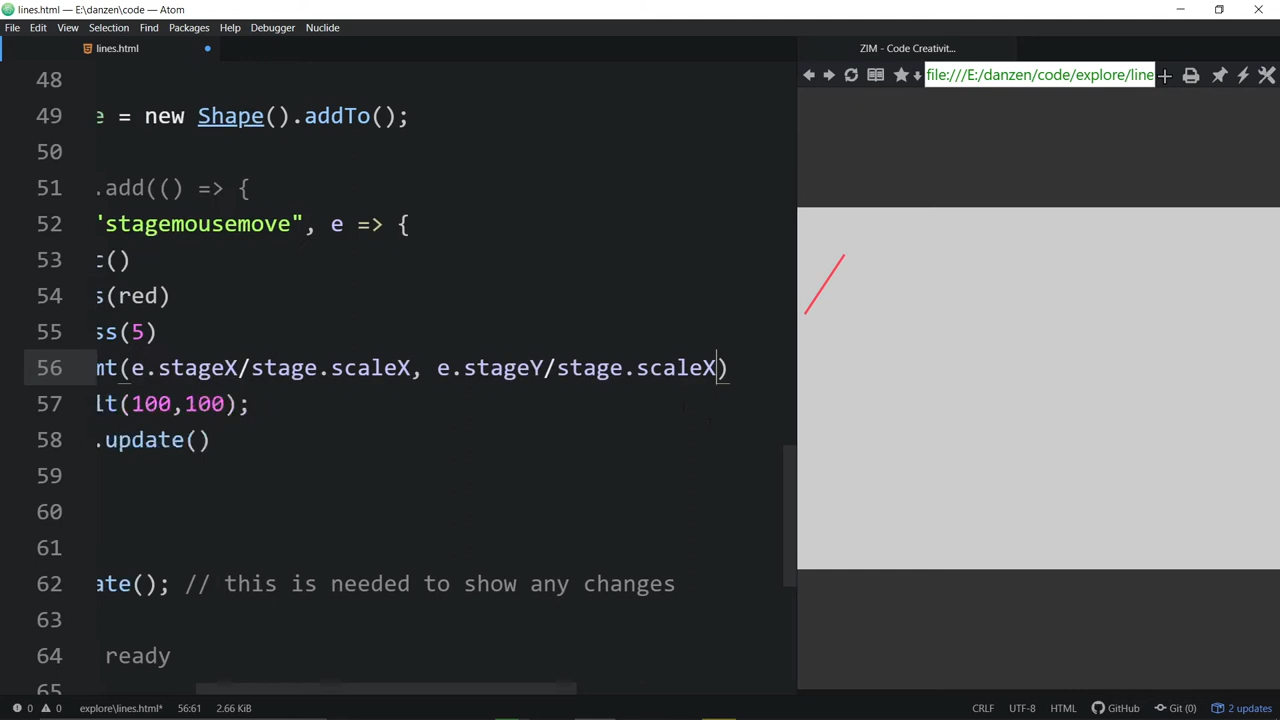 lines.html — E:\danzen\code — Atom
File Edit View Selection Find Packages Help Debugger Nuclide
lines.html
ZIM - Code Creativit...
file:///E:/danzen/code/explore/line
48
49 e = new Shape().addTo();
50
51 .add(() => {
52 "stagemousemove", e => {
53 c()
54 s(red)
55 ss(5)
56 mt(e.stageX/stage.scaleX, e.stageY/stage.scaleX)
57 lt(100,100);
58 .update()
59
60
61
62 ate(); // this is needed to show any changes
63
64 ready
65
0 0 explore\lines.html* 56:61 2.66 KiB CRLF UTF-8 HTML GitHub Git (0) 2 updates